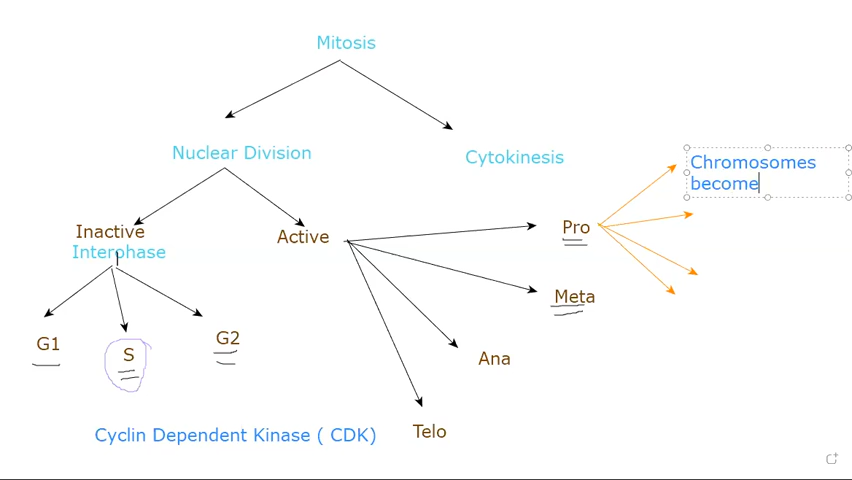 Mitosis
Nuclear Division
Cytokinesis
Chromosomes
become
Inactive
Interphase
Active
Pro
Meta
G1
S
G2
Ana
Telo
Cyclin Dependent Kinase ( CDK)